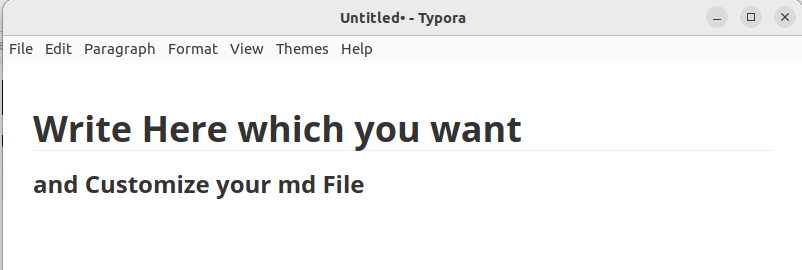 Untitled• - Typora
File Edit Paragraph Format View Themes Help
Write Here which you want
and Customize your md File